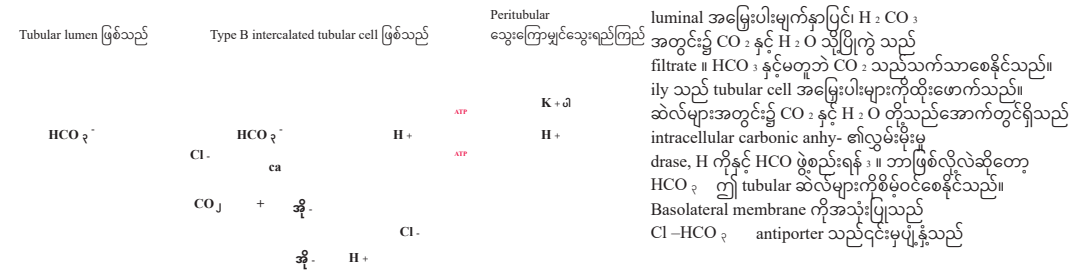 Tubular lumen ဖြစ်သည်
Type B intercalated tubular cell ဖြစ်သည်
Peritubular
သွေးကြောမျှင်သွေးရည်ကြည်
K + ပါ
ATP
HCO ၃ -
HCO ၃ -
H +
H +
Cl -
ATP
ca
CO ၂ + အို -
Cl -
အို - H +
luminal အမြှေးပါးမျက်နှာပြင်၊ H ₂ CO ₃
အတွင်း၌ CO ₂ နှင့် H ₂ O သို့ပြိုကွဲ သည်
filtrate ။ HCO ₃ နှင့်မတူဘဲ CO ₂ သည်သက်သာစေနိုင်သည်။
ily သည် tubular cell အမြှေးပါးများကိုထိုးဖောက်သည်။
ဆဲလ်များအတွင်း၌ CO ₂ နှင့် H ₂ O တို့သည်အောက်တွင်ရှိသည်
intracellular carbonic anhy- ၏လွှမ်းမိုးမှု
drase, H ကိုနှင့် HCO ဖွဲ့စည်းရန် ₃ ။ ဘာဖြစ်လို့လဲဆိုတော့
HCO ၃ ဤ tubular ဆဲလ်များကိုစိမ့်ဝင်စေနိုင်သည်။
Basolateral membrane ကိုအသုံးပြုသည်
Cl –HCO ၃ antiporter သည်၎င်းမှပျံ့နှံ့သည်